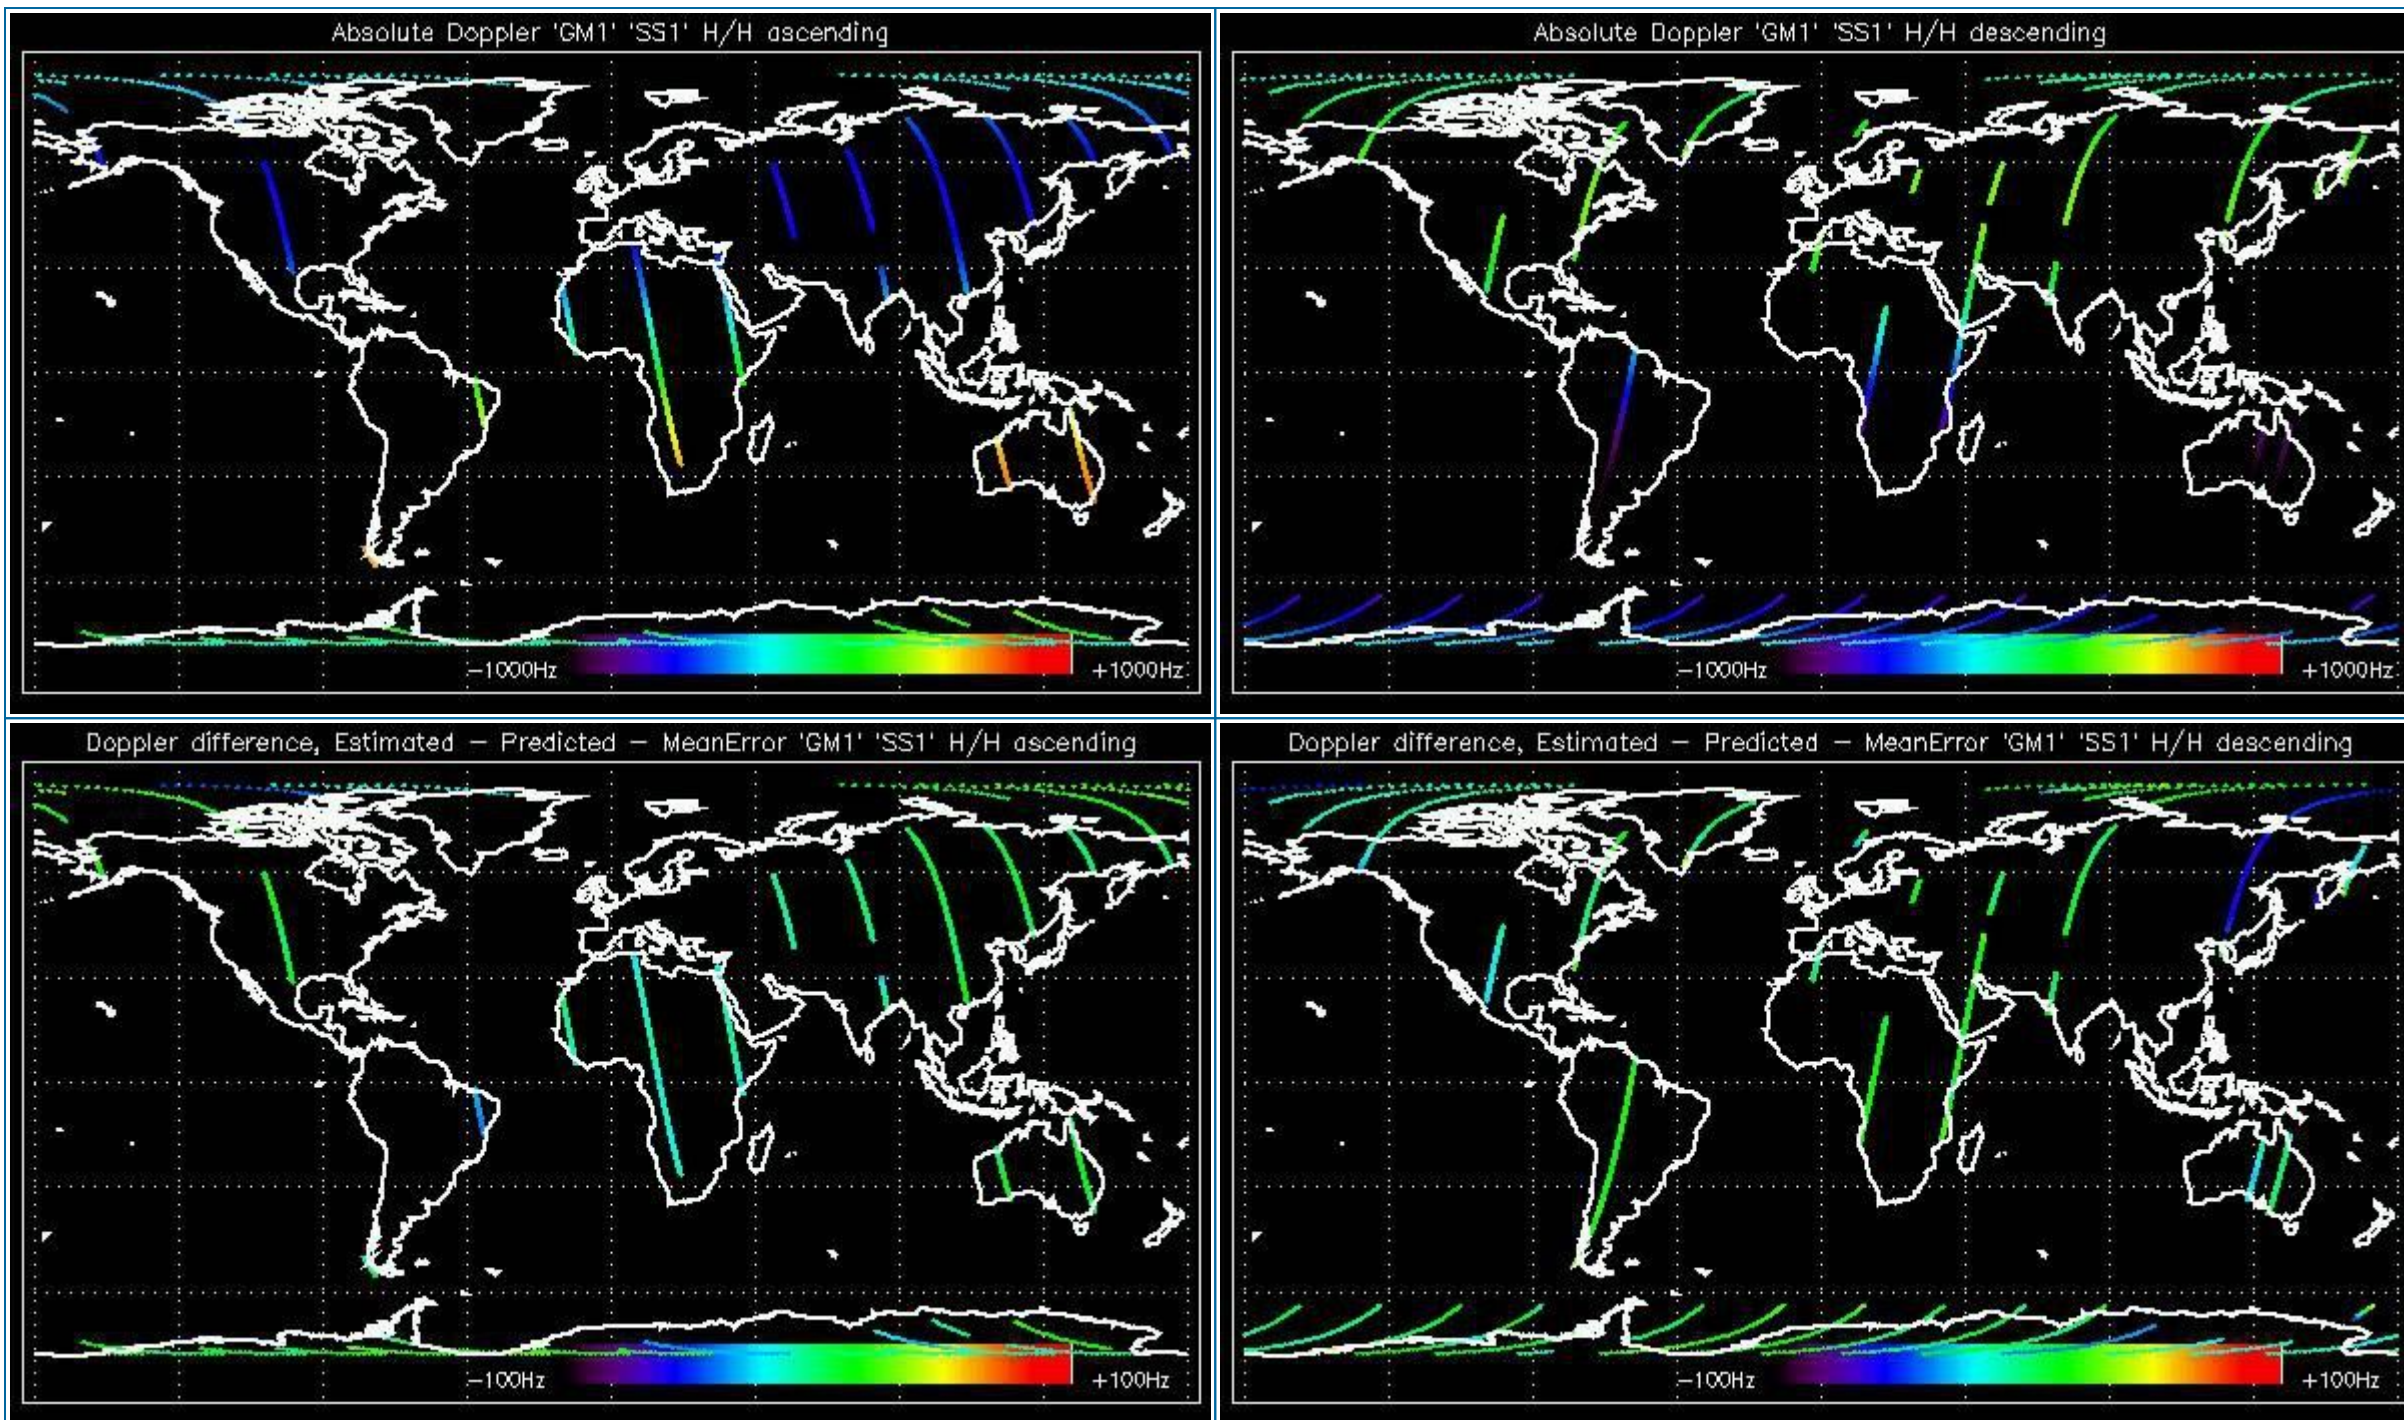 Absolute Doppler 'GM1' 'SS1' H/H ascending
-1000Hz
+1000Hz
Absolute Doppler 'GM1' 'SS1' H/H descending
-1000Hz
+1000Hz
Doppler difference, Estimated – Predicted – MeanError 'GM1' 'SS1' H/H ascending
-100Hz
+100Hz
Doppler difference, Estimated – Predicted – MeanError 'GM1' 'SS1' H/H descending
-100Hz
+100Hz